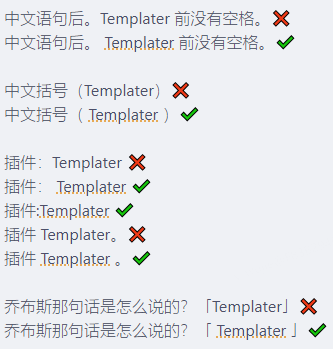 中文语句后。Templater 前没有空格。❌
中文语句后。 Templater 前没有空格。✔
中文括号（Templater）❌
中文括号（ Templater ）✔
插件：Templater ❌
插件： Templater ✔
插件:Templater ✔
插件 Templater。❌
插件 Templater 。✔
乔布斯那句话是怎么说的？「Templater」❌
乔布斯那句话是怎么说的？「 Templater 」✔